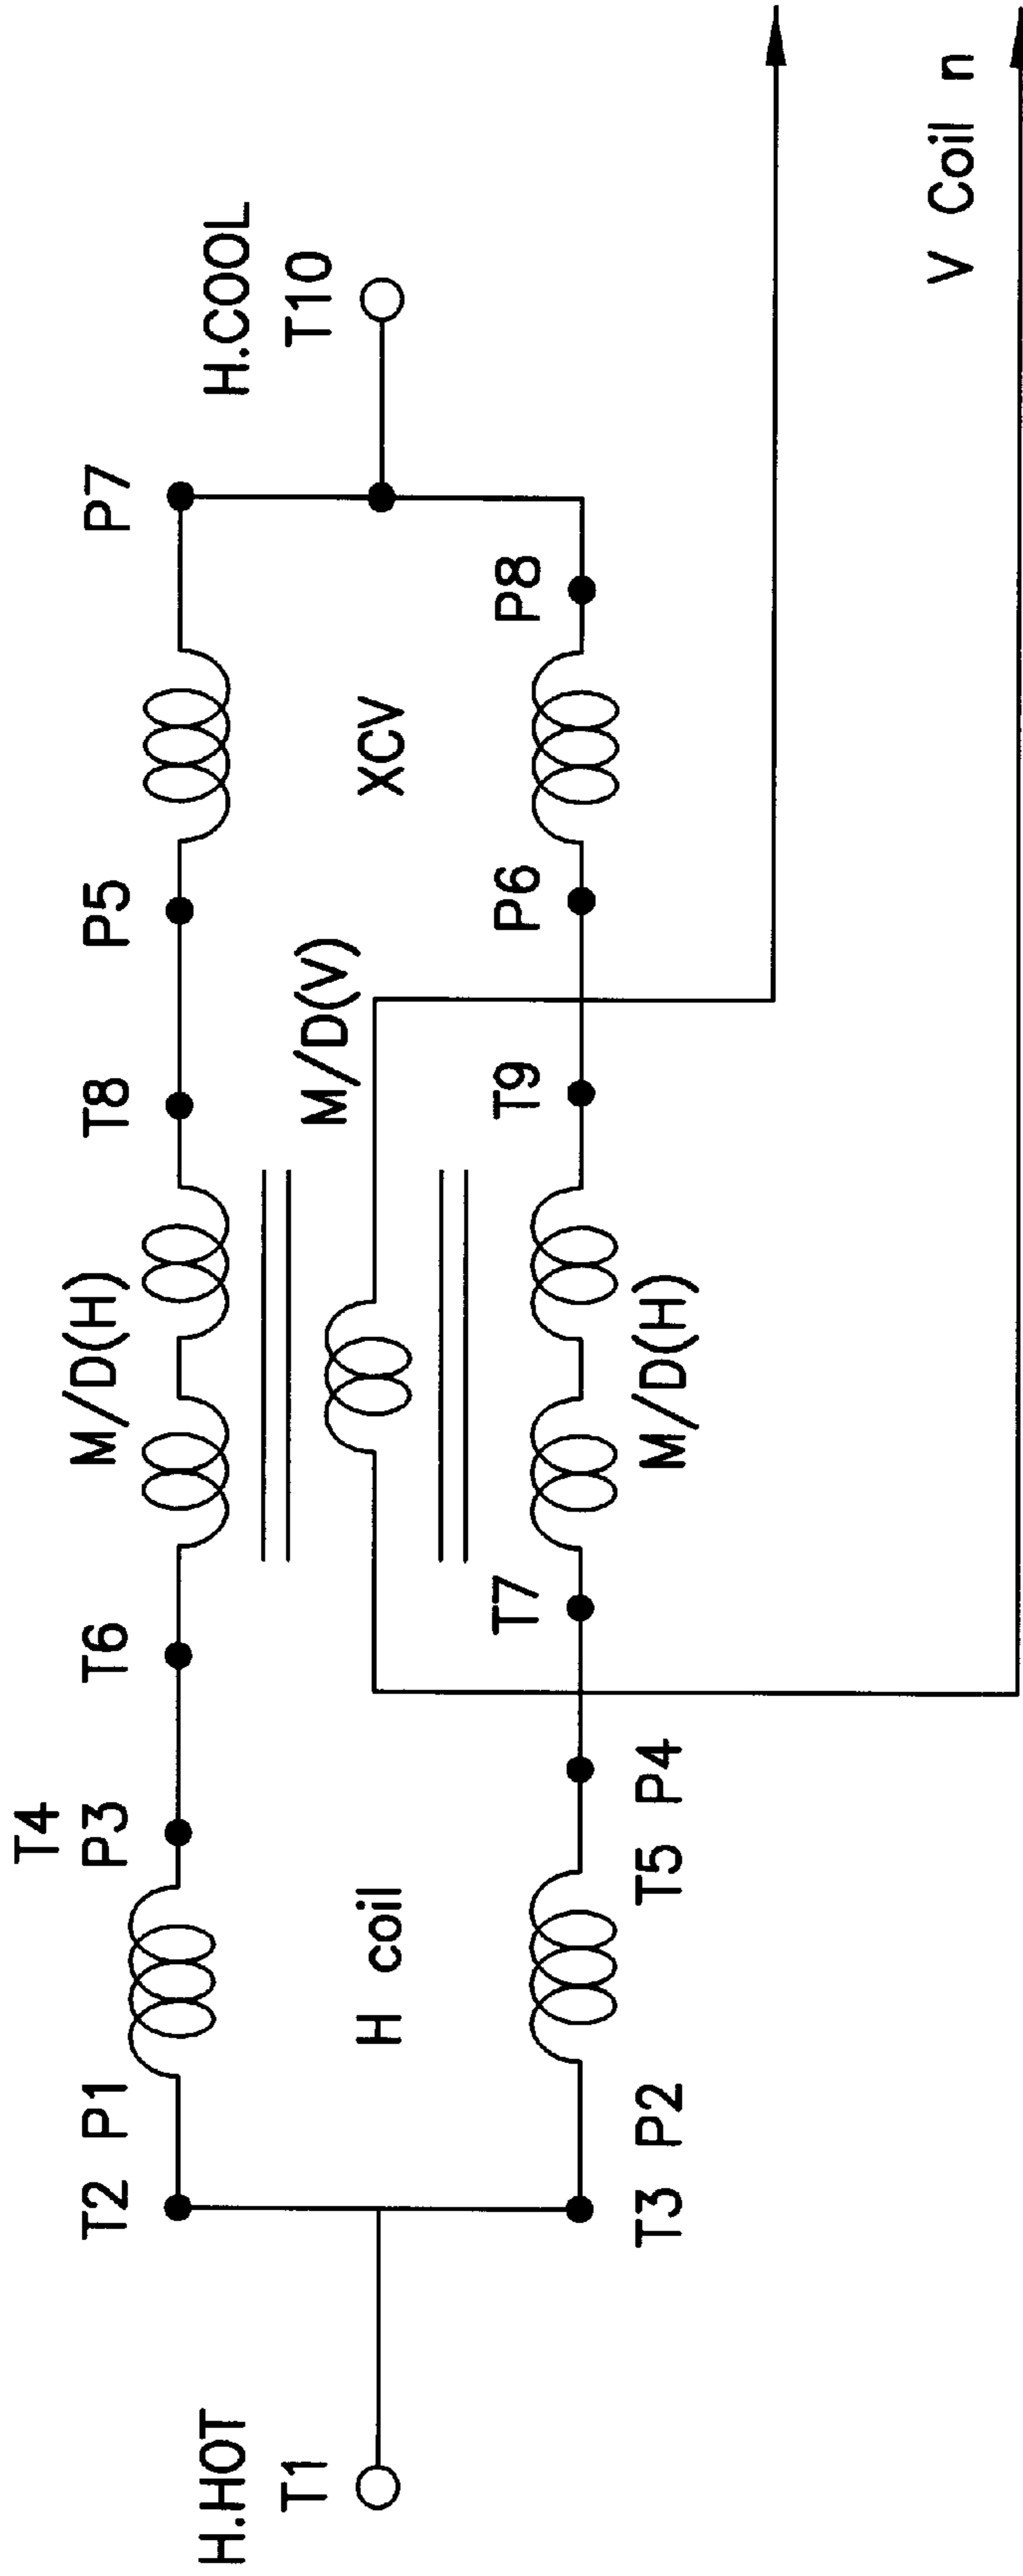 H.HOT
T1
T2 P1
T3 P2
H coil
T4
P3
T5 P4
T6
T7
M/D(H)
M/D(H)
M/D(V)
T8
T9
P5
P6
XCV
P7
P8
H.COOL
T10
V Coil n